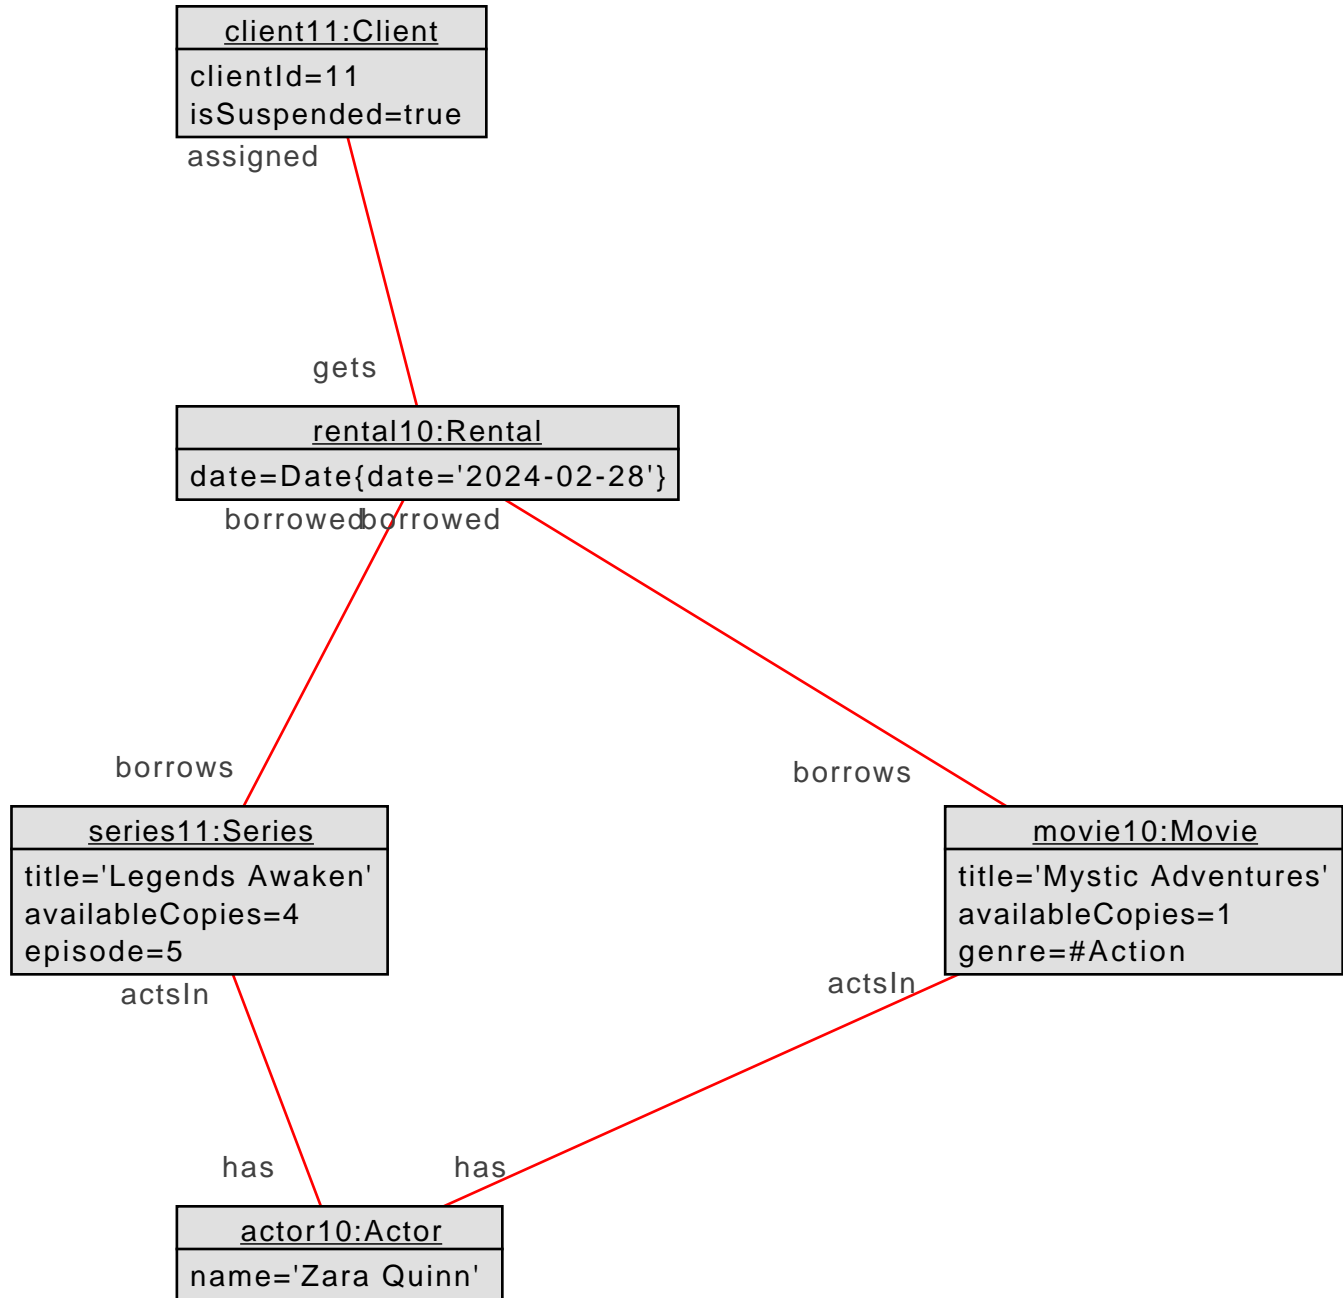 client11:Client
clientId=11
isSuspended=true
assigned
gets
rental10:Rental
date=Date{date='2024-02-28'}
borrowed
borrowed
borrows
borrows
series11:Series
title='Legends Awaken'
availableCopies=4
episode=5
movie10:Movie
title='Mystic Adventures'
availableCopies=1
genre=#Action
actsIn
actsIn
has
has
actor10:Actor
name='Zara Quinn'